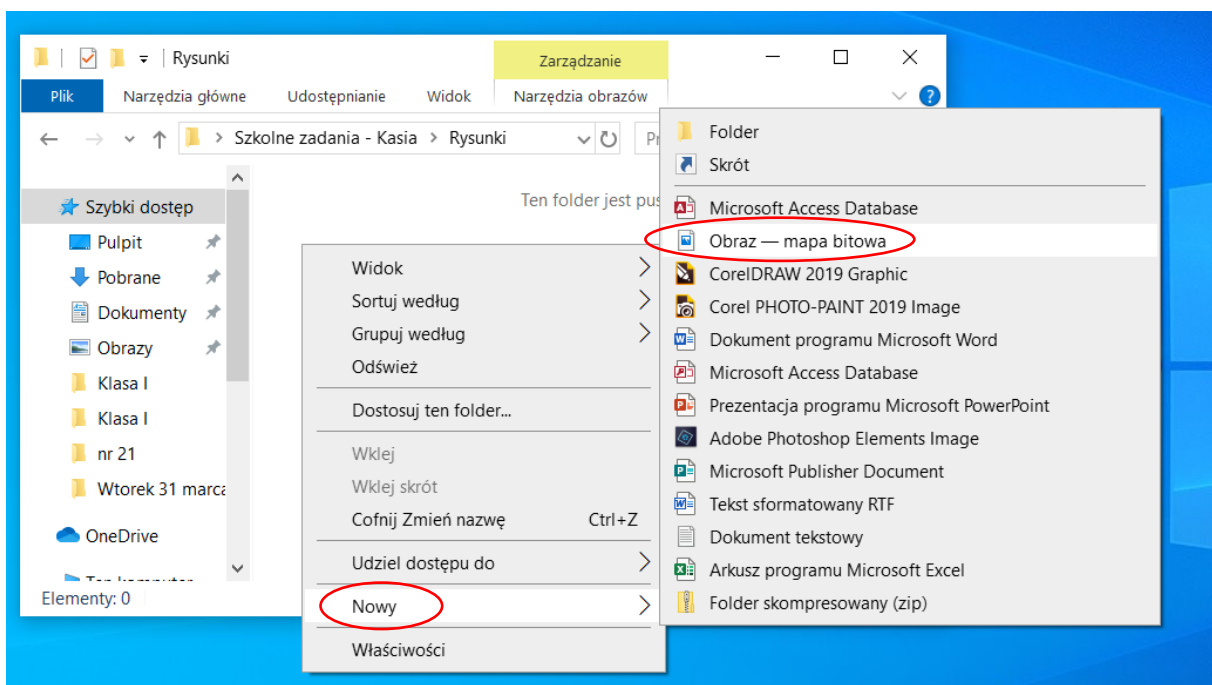 Rysunki
Zarządzanie
Plik Narzędzia główne Udostępnianie Widok Narzędzia obrazów
Szkolne zadania - Kasia > Rysunki
Ten folder jest
Szybki dostęp
Pulpit
Pobrane
Dokumenty
Obrazy
Klasa I
Klasa I
nr 21
Wtorek 31 marca
OneDrive
Elementy: 0
Widok
Sortuj według
Grupuj według
Odśwież
Dostosuj ten folder...
Wklej
Wklej skrót
Cofnij Zmień nazwę Ctrl+Z
Udziel dostępu do
Nowy
Właściwości
Folder
Skrót
Microsoft Access Database
Obraz — mapa bitowa
CorelDRAW 2019 Graphic
Corel PHOTO-PAINT 2019 Image
Dokument programu Microsoft Word
Microsoft Access Database
Prezentacja programu Microsoft PowerPoint
Adobe Photoshop Elements Image
Microsoft Publisher Document
Tekst sformatowany RTF
Dokument tekstowy
Arkusz programu Microsoft Excel
Folder skompresowany (zip)